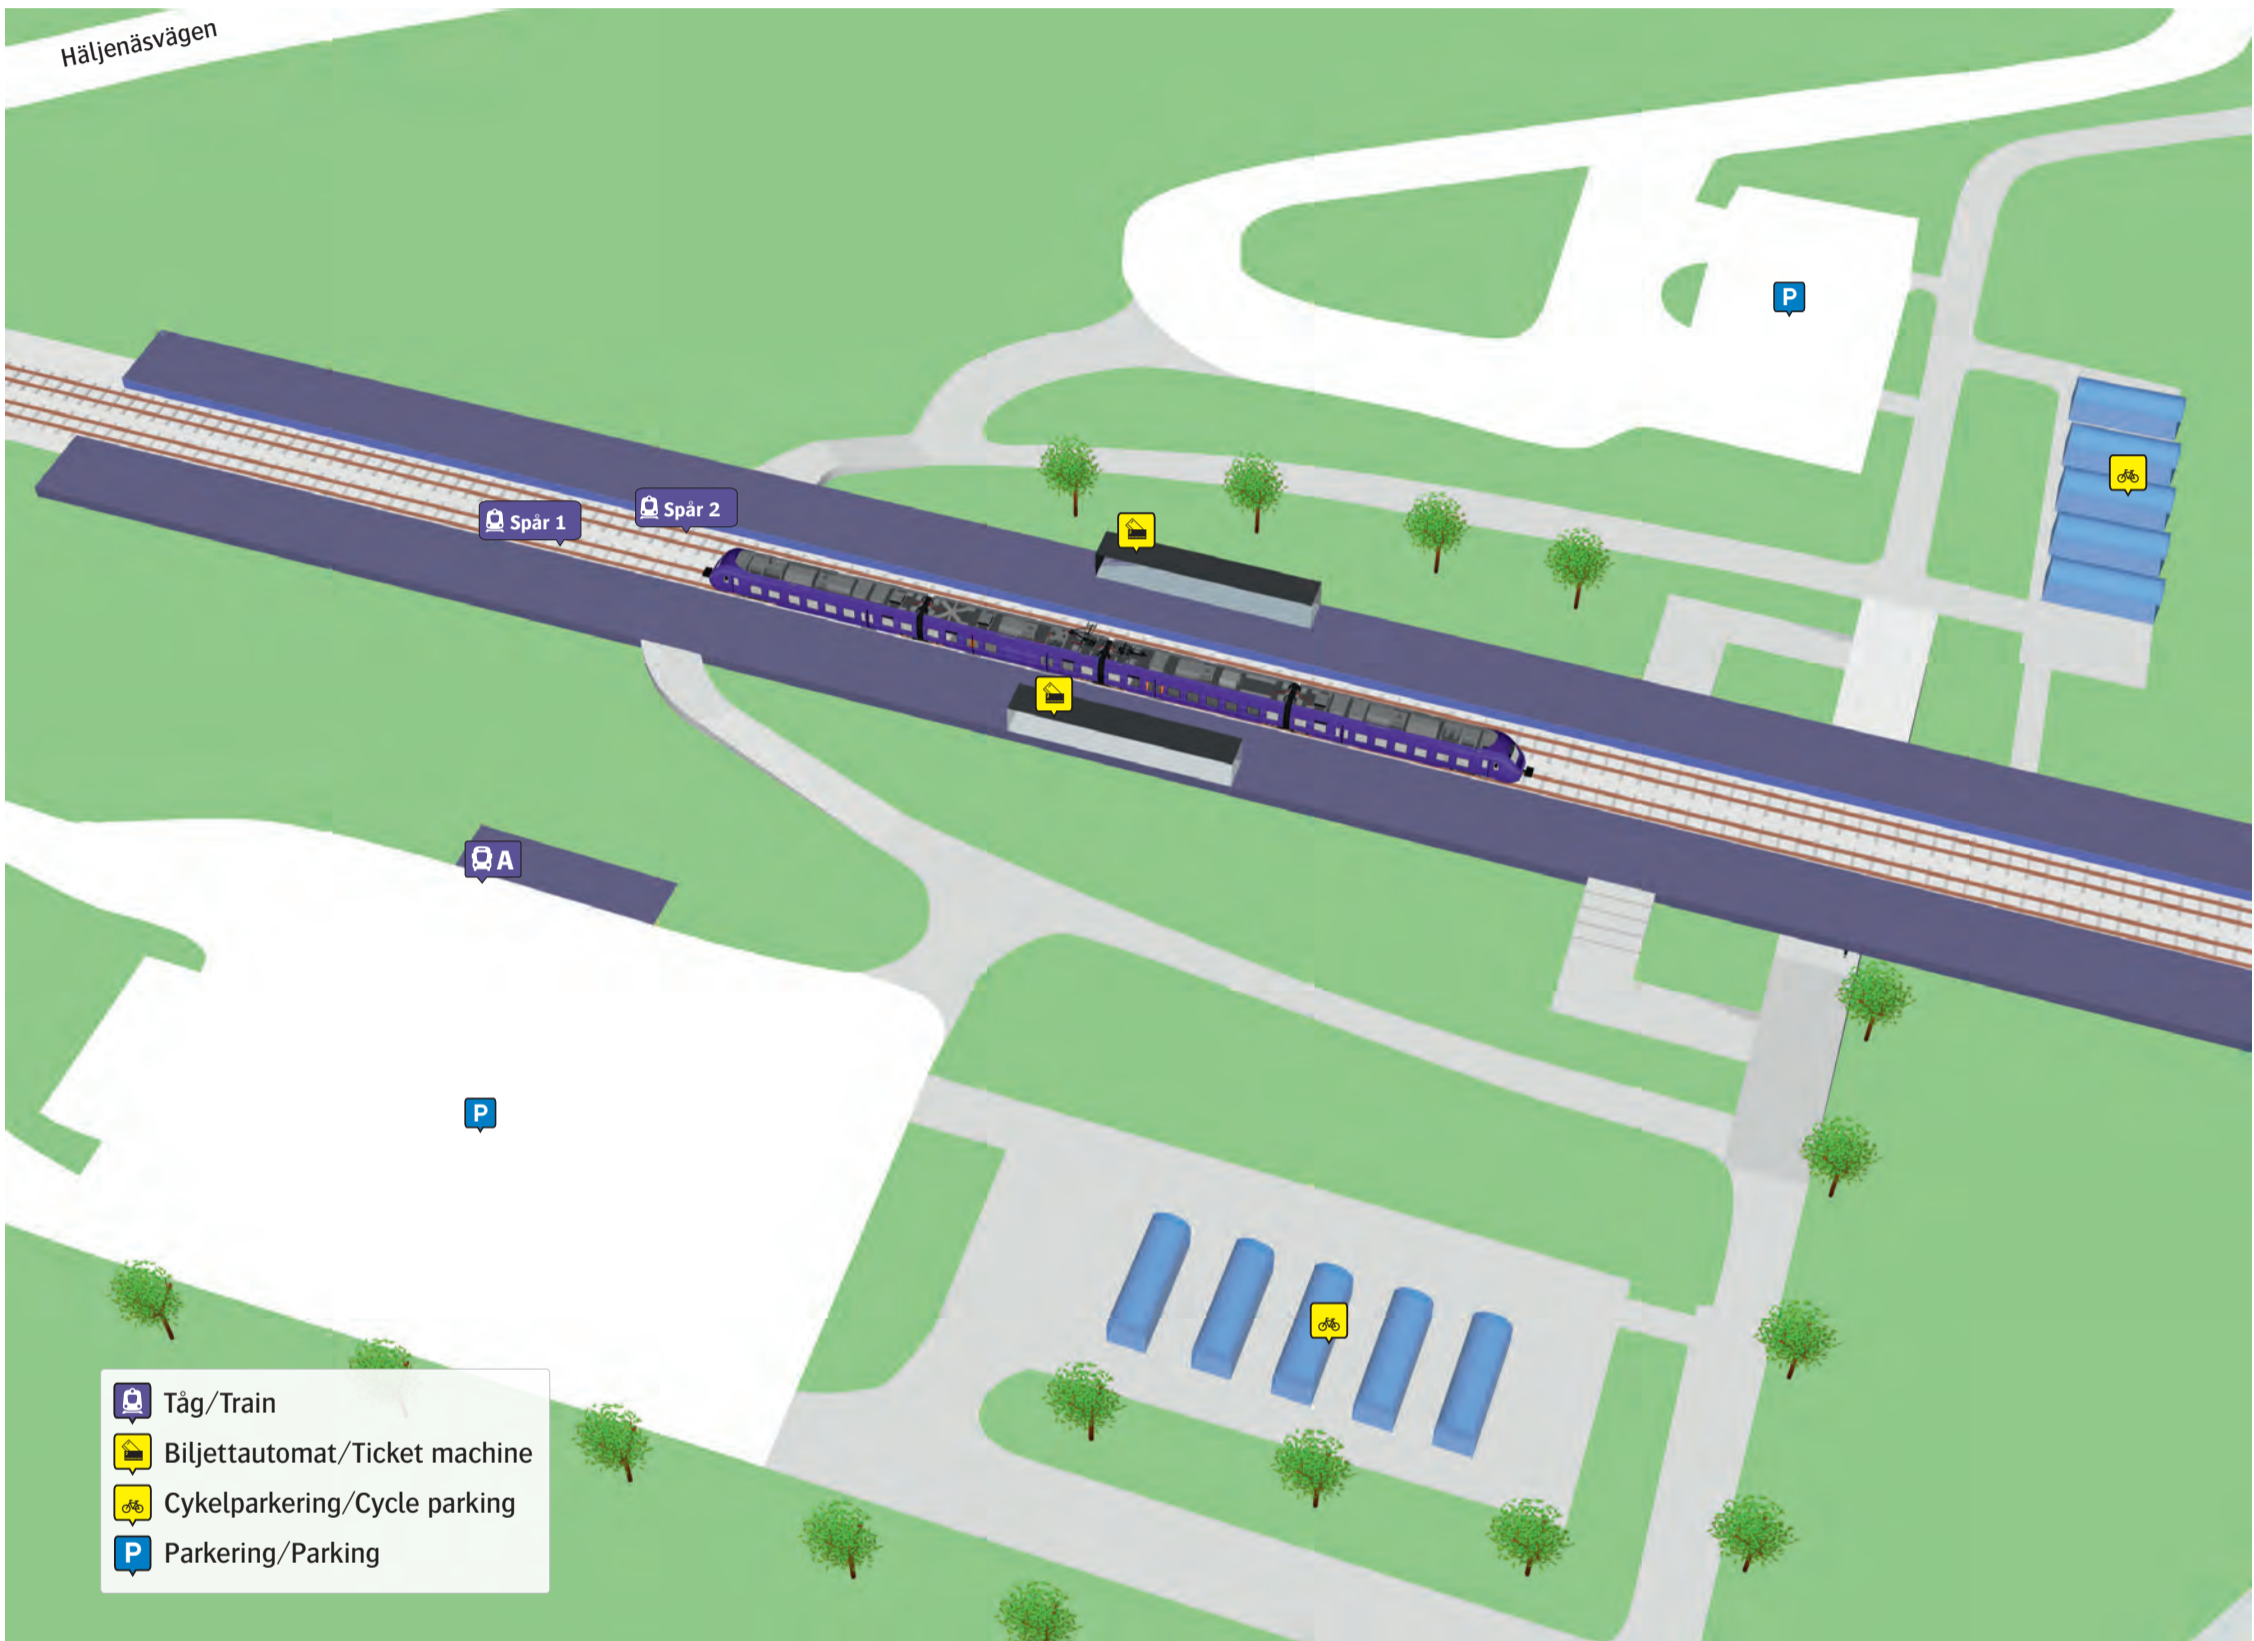 Häljenäsvägen
P
Spår 1
Spår 2
A
P
Tåg/Train
Biljettautomat/Ticket machine
Cykelparkering/Cycle parking
P Parkering/Parking